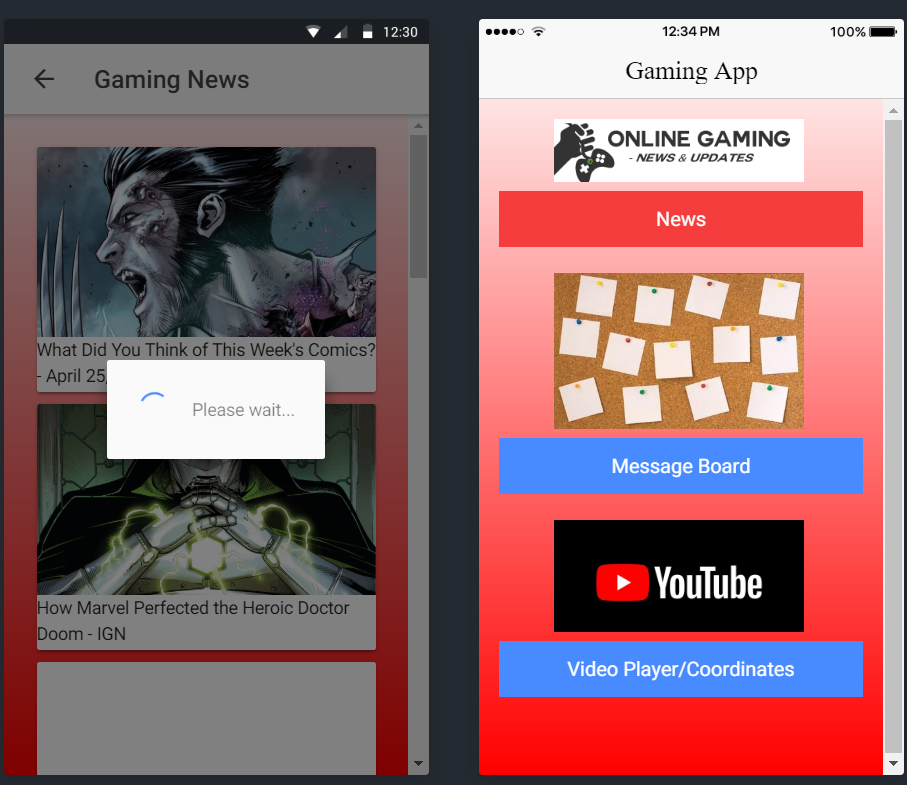 12:30
Gaming News
What Did You Think of This Week's Comics?
- April 25,
Please wait...
How Marvel Perfected the Heroic Doctor
Doom - IGN
12:34 PM
100%
Gaming App
ONLINE GAMING
- NEWS & UPDATES
News
Message Board
YouTube
Video Player/Coordinates